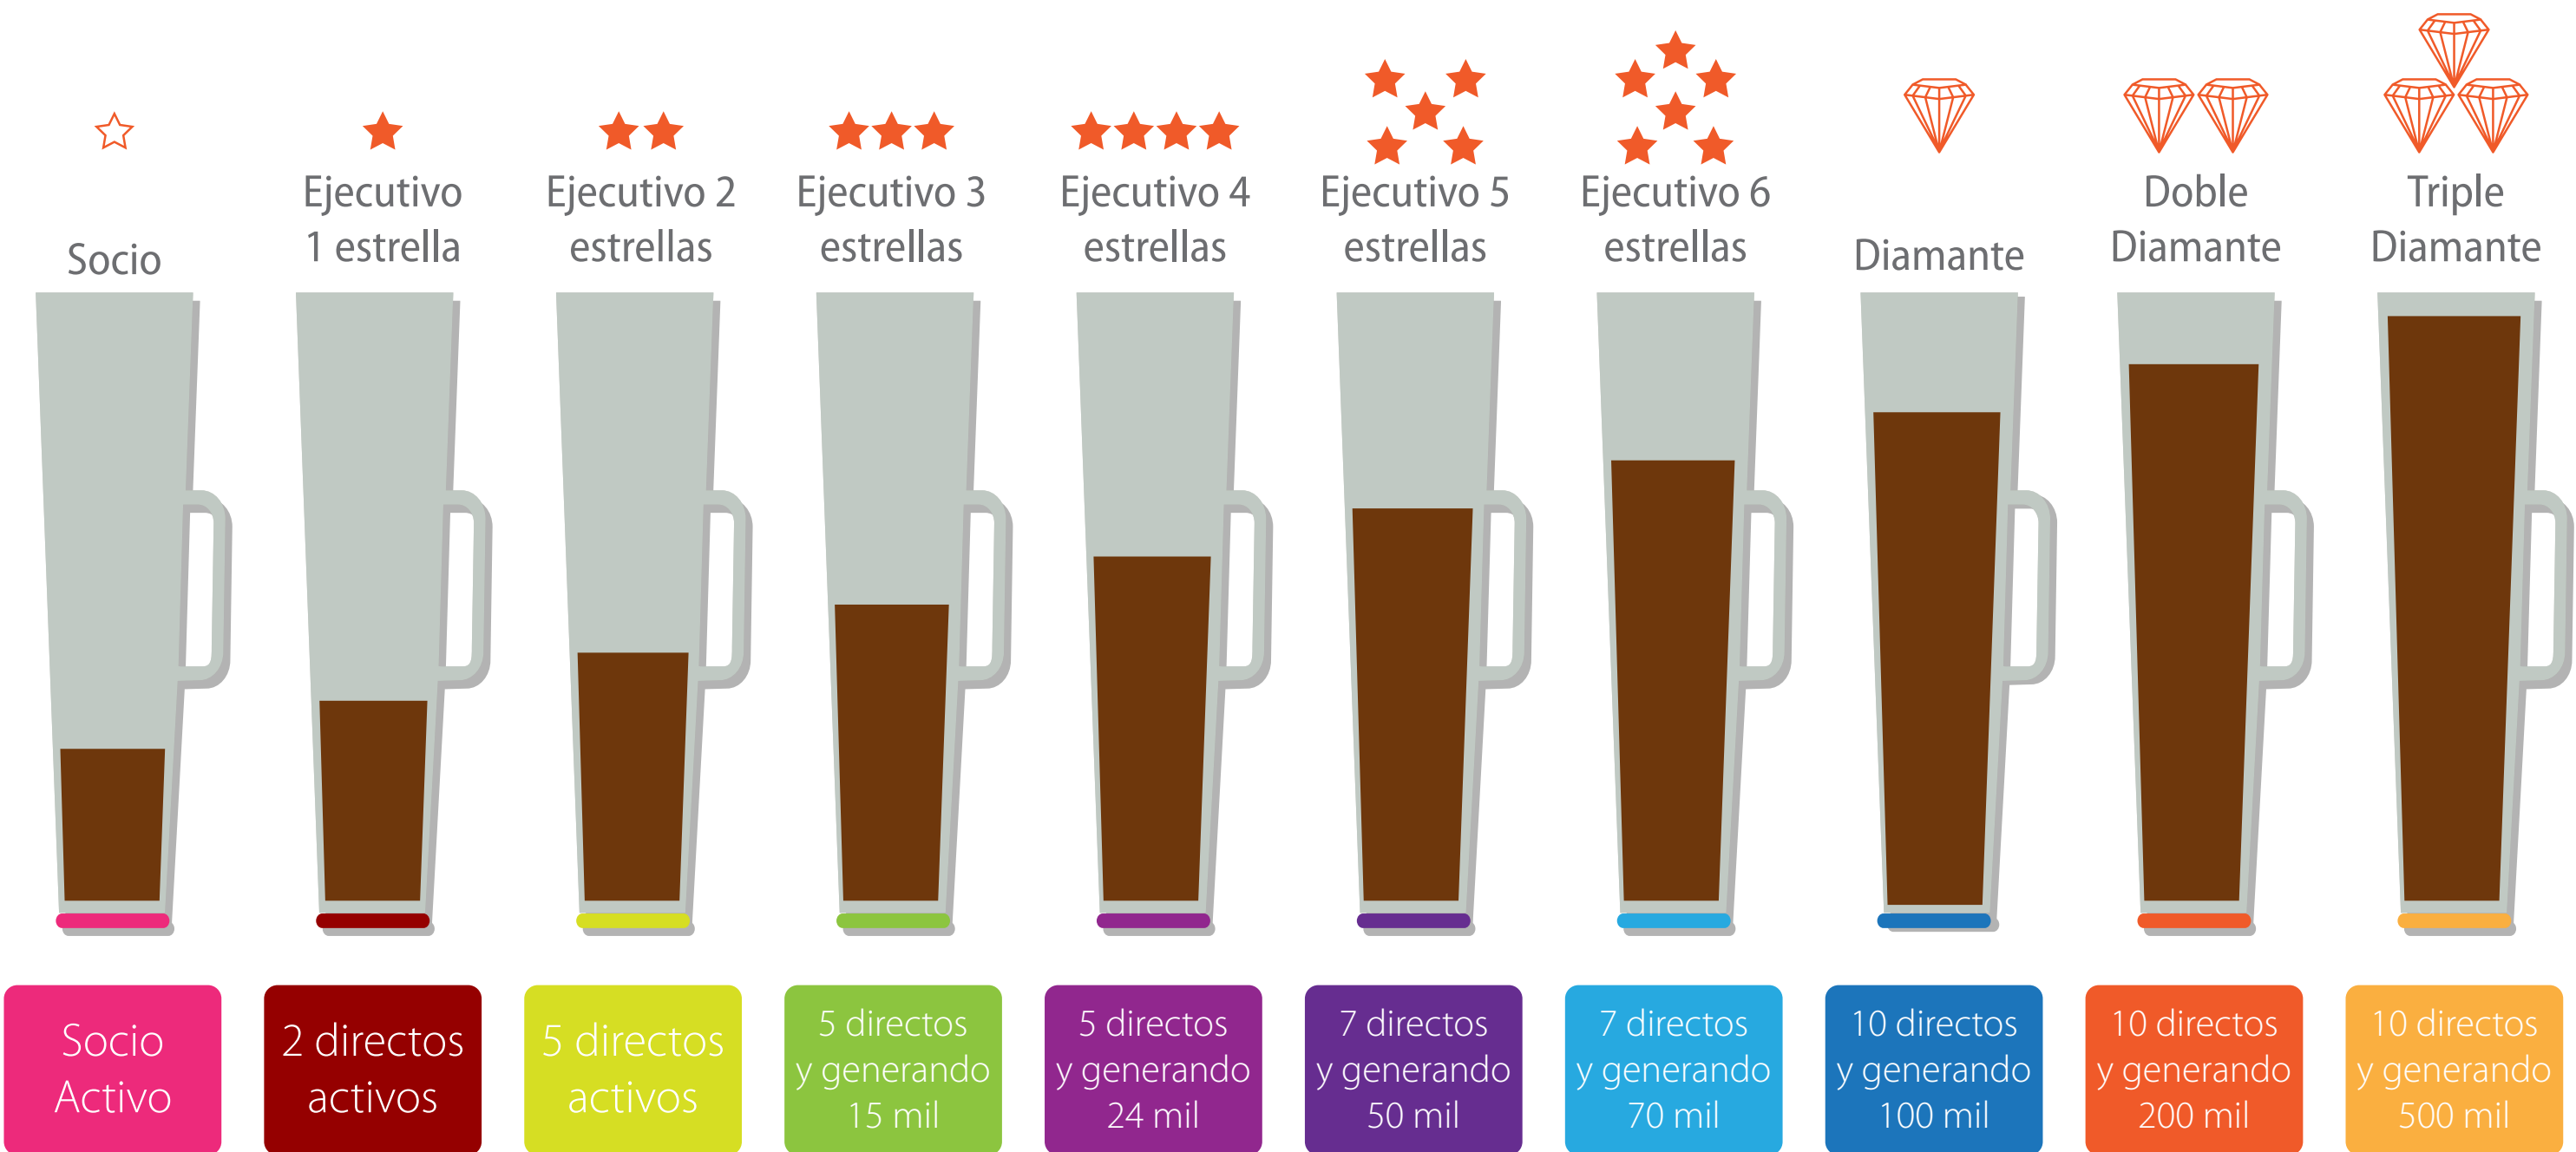 Socio
Ejecutivo
1 estrella
Ejecutivo 2
estrellas
Ejecutivo 3
estrellas
Ejecutivo 4
estrellas
Ejecutivo 5
estrellas
Ejecutivo 6
estrellas
Diamante
Doble
Diamante
Triple
Diamante
Socio
Activo
2 directos
activos
5 directos
activos
5 directos
y generando
15 mil
5 directos
y generando
24 mil
7 directos
y generando
50 mil
7 directos
y generando
70 mil
10 directos
y generando
100 mil
10 directos
y generando
200 mil
10 directos
y generando
500 mil